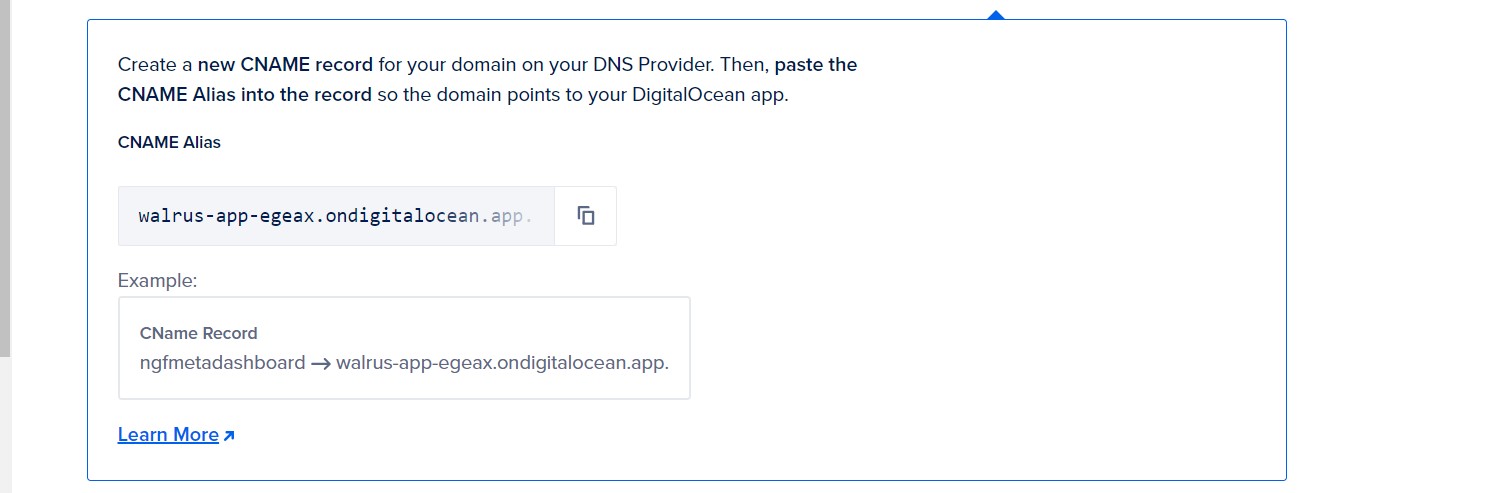 Create a new CNAME record for your domain on your DNS Provider. Then, paste the
CNAME Alias into the record so the domain points to your DigitalOcean app.
CNAME Alias
walrus-app-egeax.ondigitalocean.app.
Example:
CName Record
ngfmetadashboard → walrus-app-egeax.ondigitalocean.app.
Learn More